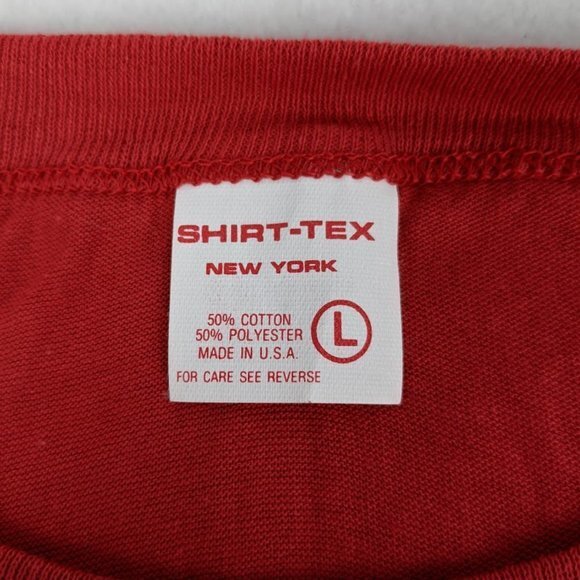 SHIRT-TEX
NEW YORK
50% COTTON
50% POLYESTER
MADE IN U.S.A.
L
FOR CARE SEE REVERSE